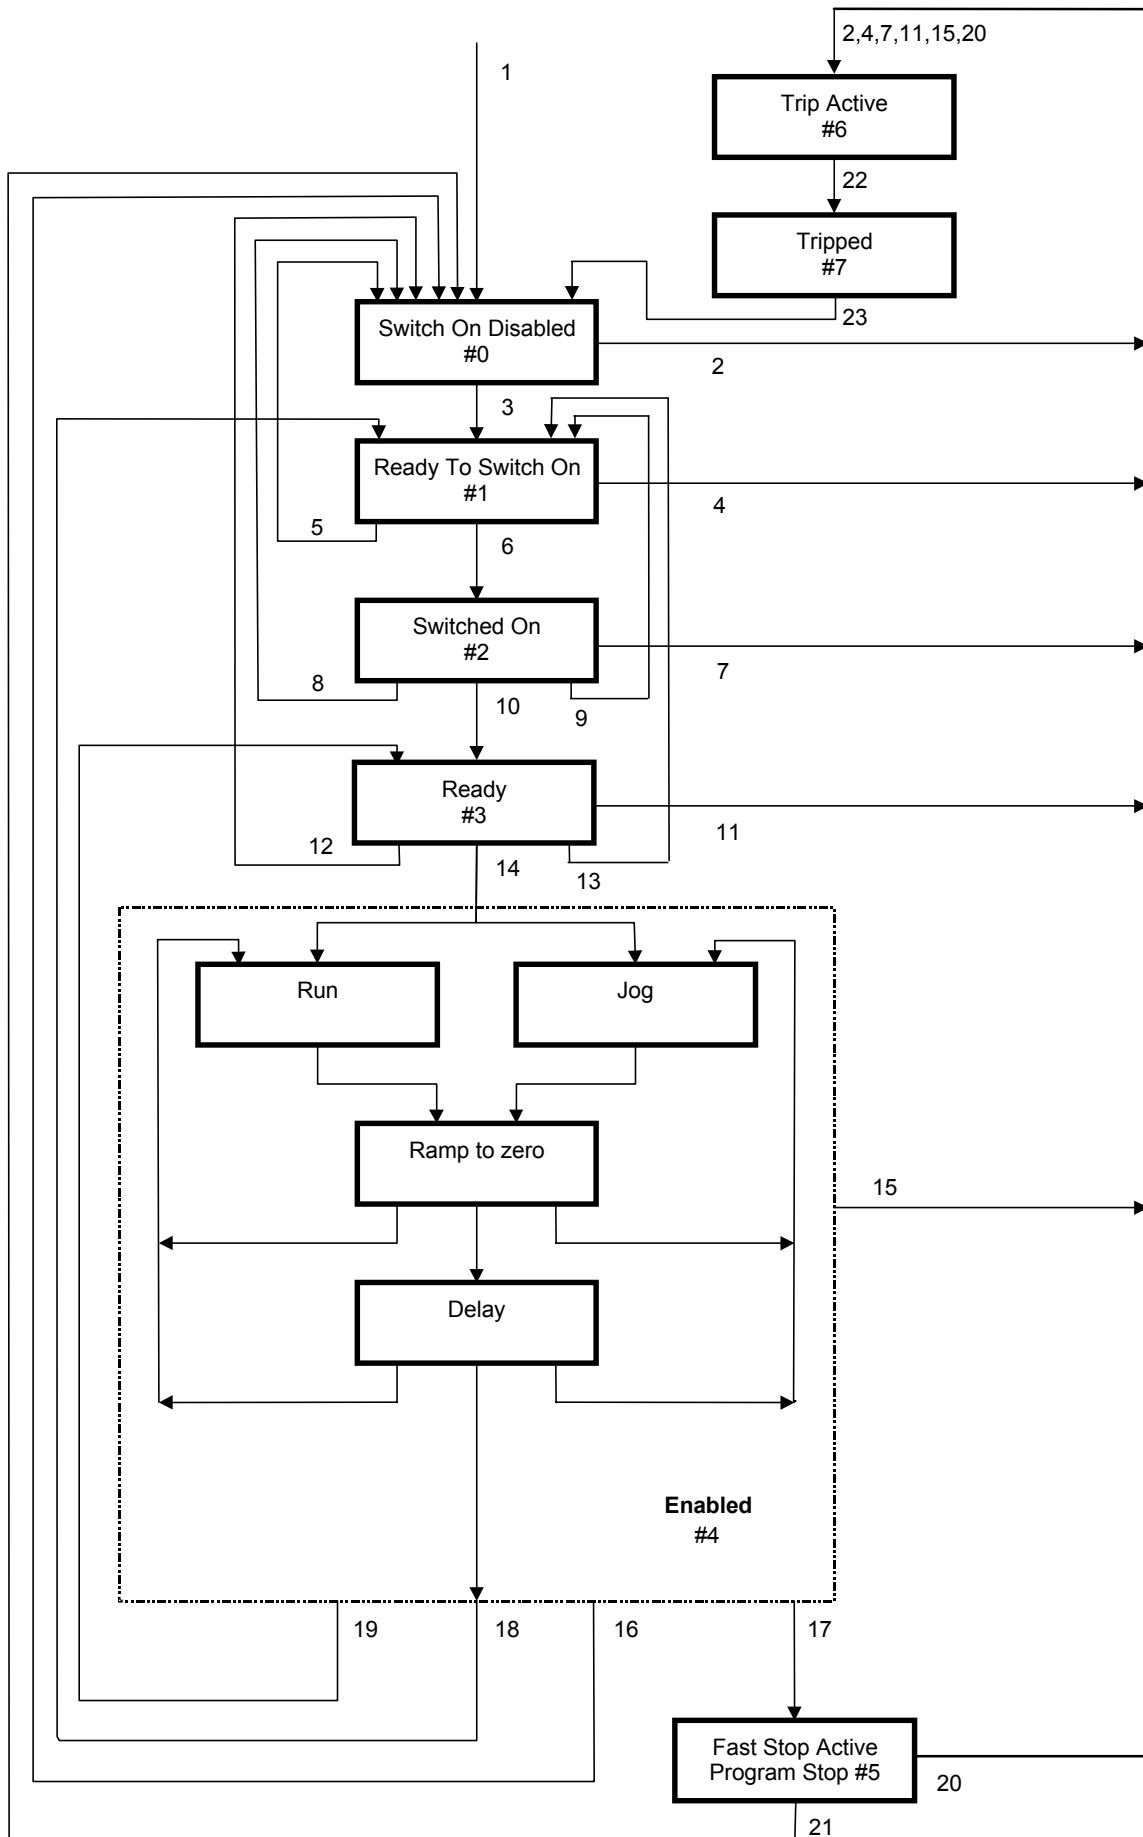 2,4,7,11,15,20
1
Trip Active
#6
22
Tripped
#7
23
Switch On Disabled
#0
2
3
Ready To Switch On
#1
4
5
6
Switched On
#2
7
8
10
9
Ready
#3
11
12
14
13
Run
Jog
Ramp to zero
15
Delay
Enabled
#4
19
18
16
17
Fast Stop Active
Program Stop #5
20
21